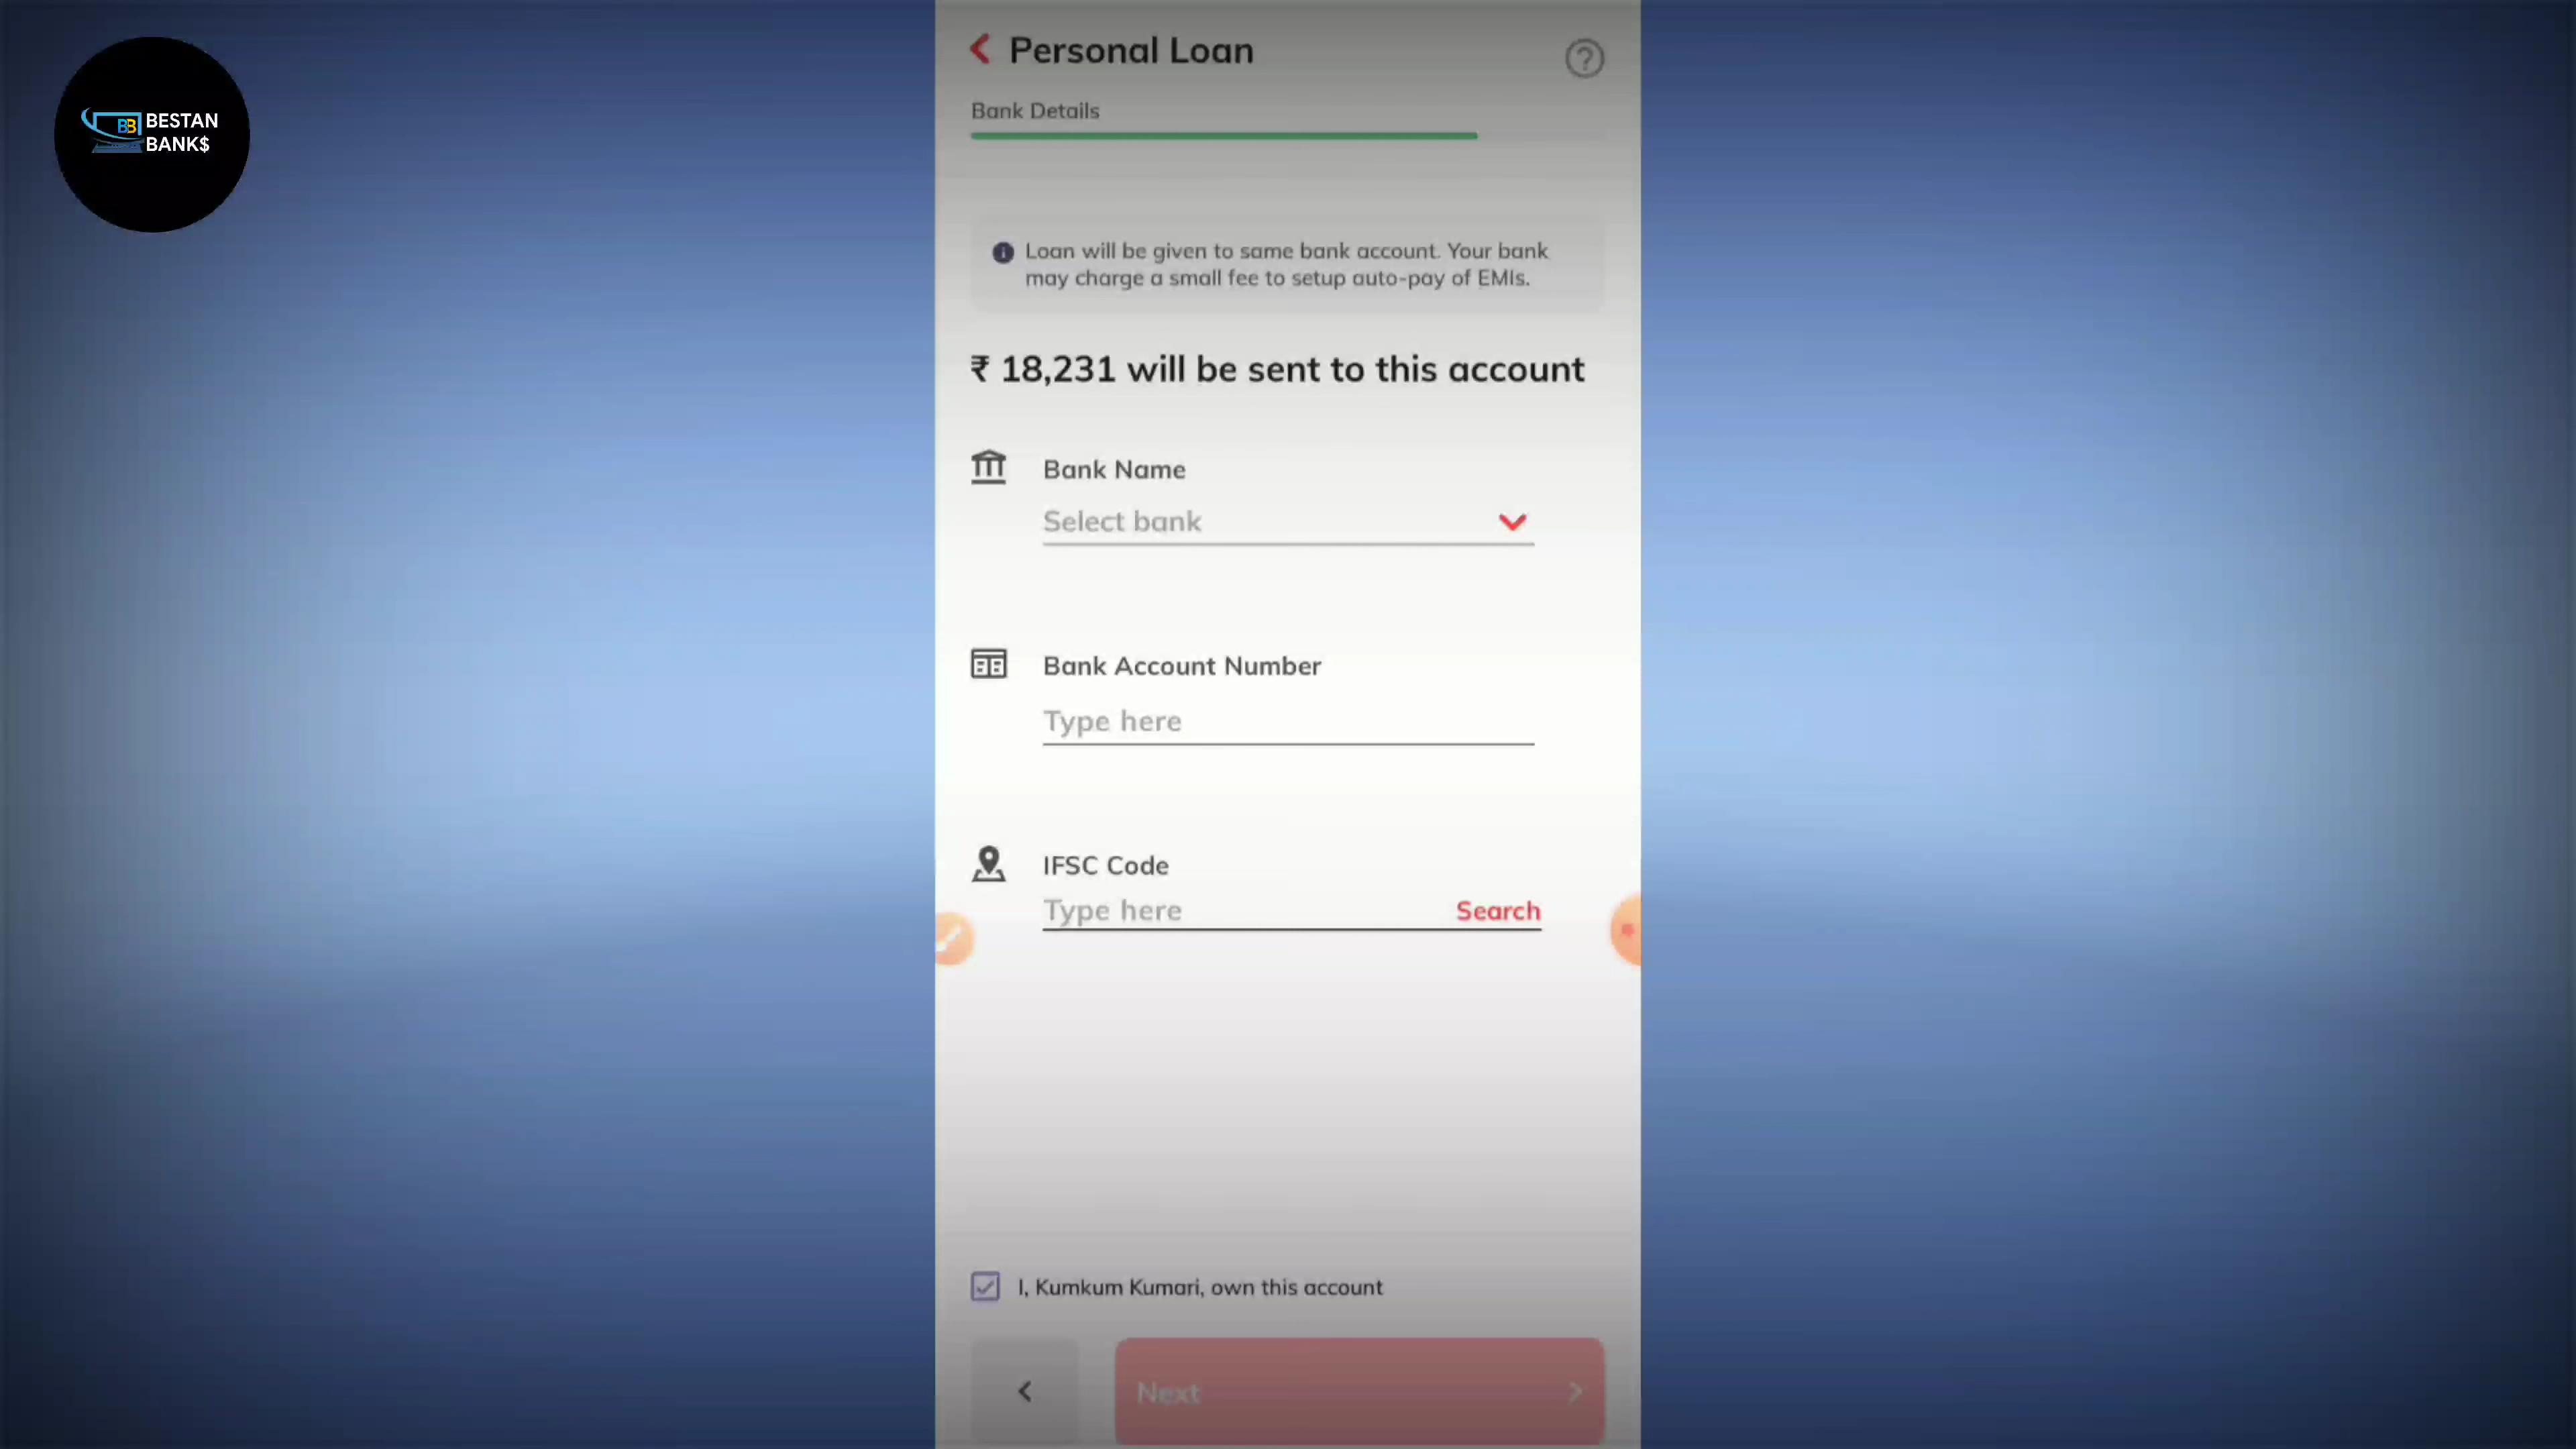 BB BESTAN
BANK$
Personal Loan
?
Bank Details
i Loan will be given to same bank account. Your bank
may charge a small fee to setup auto-pay of EMIs.
₹ 18,231 will be sent to this account
Bank Name
Select bank
Bank Account Number
Type here
IFSC Code
Type here Search
I, Kumkum Kumari, own this account
Next